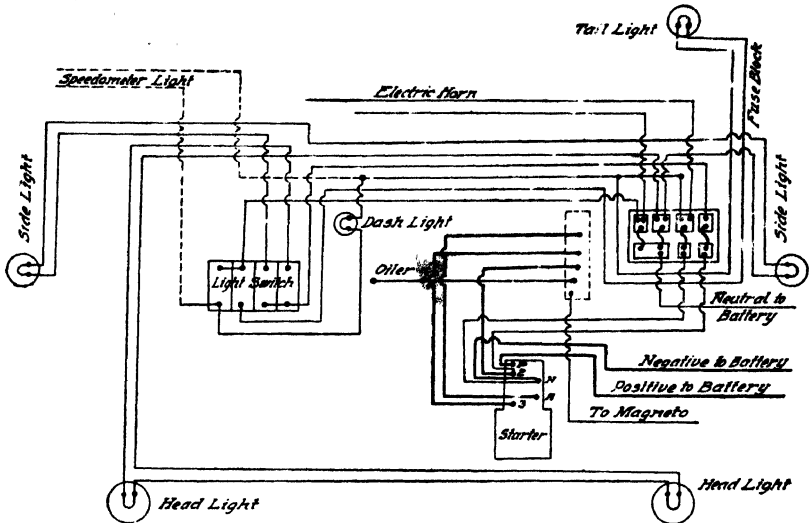 Tail Light
Fuse Block
Speedometer Light
Electric Horn
Side Light
Dash Light
Side Light
Oiler
Light Switch
Neutral to
Battery
Negative to Battery
Positive to Battery
N
A
3
To Magneto
Starter
Head Light
Head Light